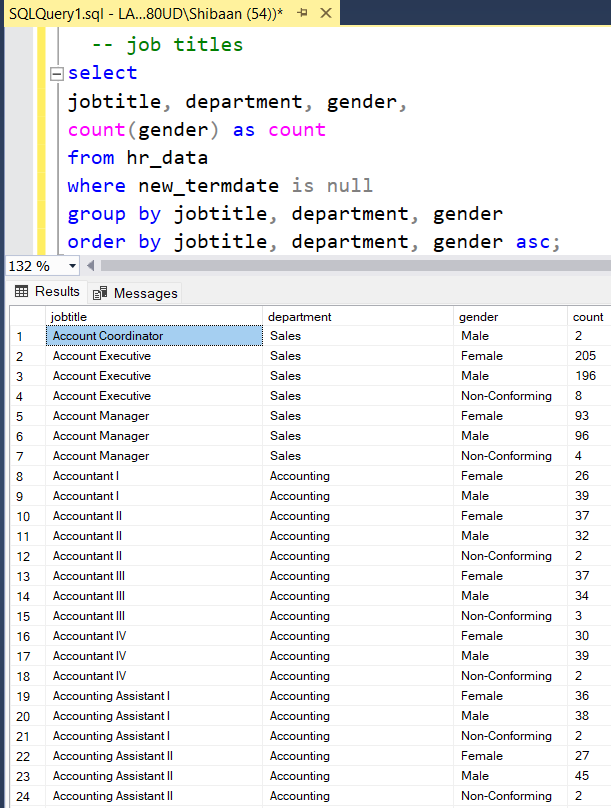 SQLQuery1.sql - LA...80UD\Shibaan (54))*
-- job titles
select
jobtitle, department, gender,
count(gender) as count
from hr_data
where new_termdate is null
group by jobtitle, department, gender
order by jobtitle, department, gender asc;
132 %
Results Messages
jobtitle department gender count
1 Account Coordinator Sales Male 2
2 Account Executive Sales Female 205
3 Account Executive Sales Male 196
4 Account Executive Sales Non-Conforming 8
5 Account Manager Sales Female 93
6 Account Manager Sales Male 96
7 Account Manager Sales Non-Conforming 4
8 Accountant I Accounting Female 26
9 Accountant I Accounting Male 39
10 Accountant II Accounting Female 37
11 Accountant II Accounting Male 32
12 Accountant II Accounting Non-Conforming 2
13 Accountant III Accounting Female 37
14 Accountant III Accounting Male 34
15 Accountant III Accounting Non-Conforming 3
16 Accountant IV Accounting Female 30
17 Accountant IV Accounting Male 39
18 Accountant IV Accounting Non-Conforming 2
19 Accounting Assistant I Accounting Female 36
20 Accounting Assistant I Accounting Male 38
21 Accounting Assistant I Accounting Non-Conforming 2
22 Accounting Assistant II Accounting Female 27
23 Accounting Assistant II Accounting Male 45
24 Accounting Assistant II Accounting Non-Conforming 2